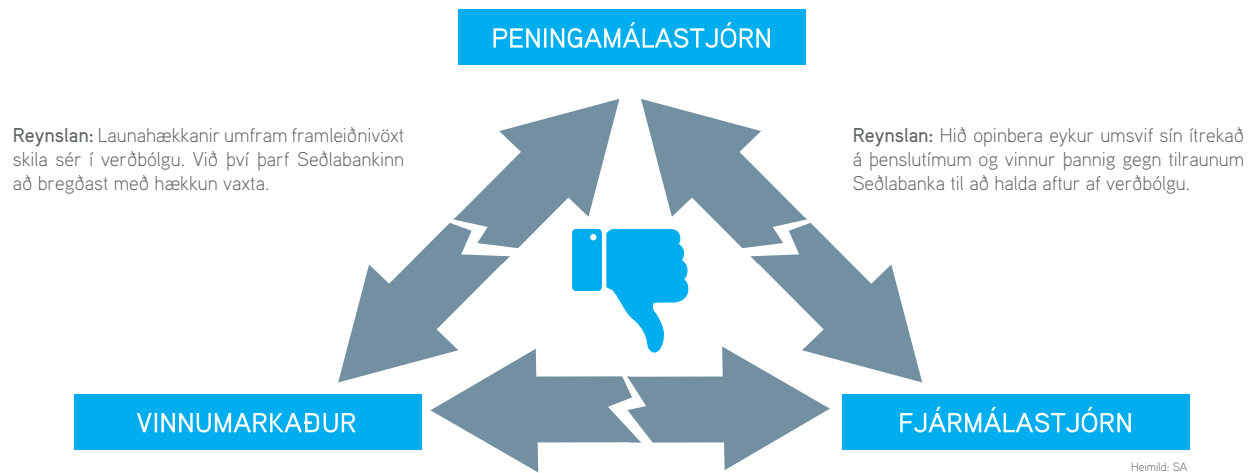 PENINGAMÁLASTJÓRN
Reynslan: Launahækkanir umfram framleiðnivöxt
skila sér í verðbólgu. Við því þarf Seðlabankinn
að bregðast með hækkun vaxta.
Reynslan: Hið opinbera eykur umsvif sín ítrekað
á þenslutímum og vinnur þannig gegn tilraunum
Seðlabanka til að halda aftur af verðbólgu.
VINNUMARKAÐUR
FJÁRMÁLASTJÓRN
Heimild: SA